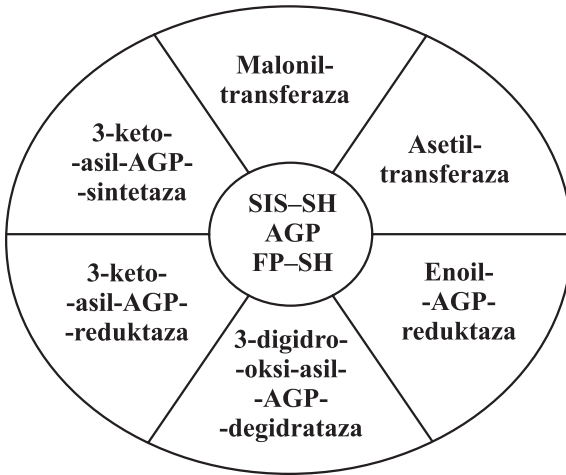 Malonil-
transferaza
Asetil-
transferaza
Enoil-
-AGP-
reduktaza
3-digidro-
-oksi-asil-
-AGP-
-degidrataza
3-keto-
-asil-AGP-
-reduktaza
3-keto-
-asil-AGP-
-sintetaza
SIS–SH
AGP
FP–SH